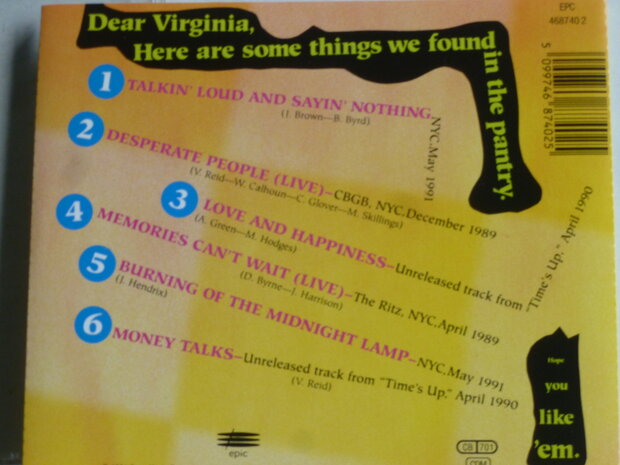 Dear Virginia,
Here are some things we found
in the pantry.
EPC
468740 2
5 099746 874025
1 TALKIN' LOUD AND SAYIN' NOTHING
NYC.May 1991
(J. Brown—B. Byrd)
2 DESPERATE PEOPLE (LIVE)–CBGB, NYC.December 1989
(V. Reid—W. Calhoun—C. Glover—M. Skillings)
3 LOVE AND HAPPINESS–Unreleased track from "Time's Up." April 1990
(A. Green—M. Hodges)
4 MEMORIES CAN'T WAIT (LIVE)–The Ritz, NYC.April 1989
(D. Byrne—J. Harrison)
5 BURNING OF THE MIDNIGHT LAMP–NYC.May 1991
(J. Hendrix)
6 MONEY TALKS–Unreleased track from "Time's Up." April 1990
(V. Reid)
Hope
you
like
'em.
epic
CB 701
CDM